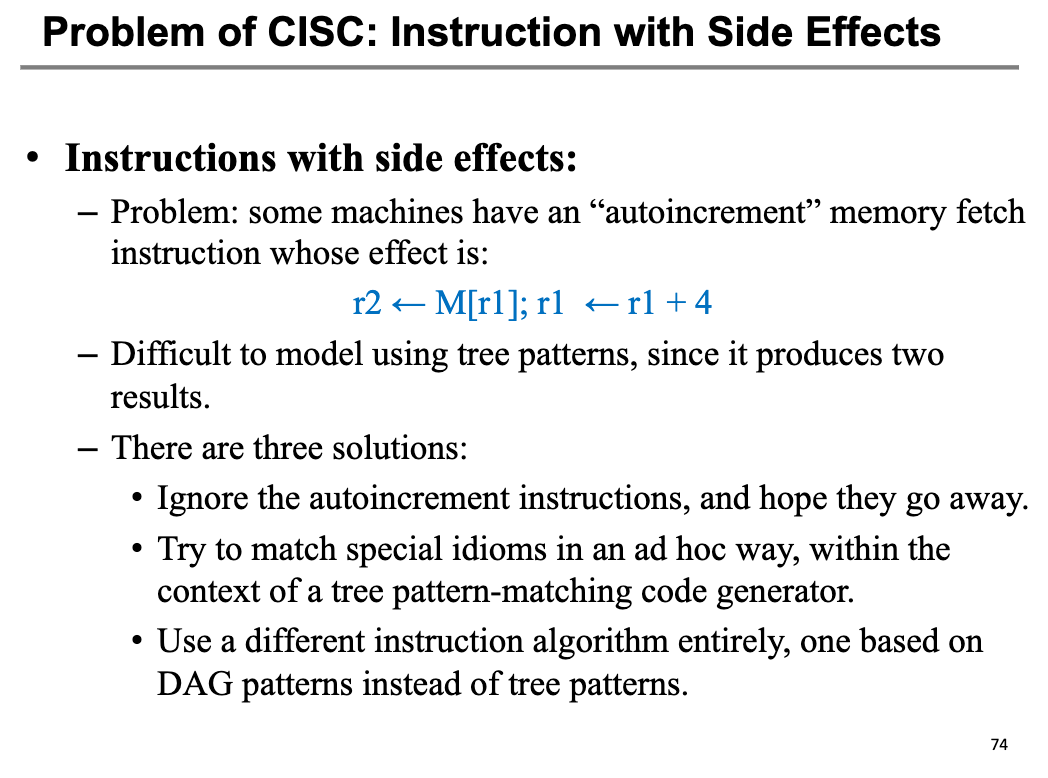 Problem of CISC: Instruction with Side Effects
• Instructions with side effects:
– Problem: some machines have an “autoincrement” memory fetch
instruction whose effect is:
r2 ← M[r1]; r1 ← r1 + 4
– Difficult to model using tree patterns, since it produces two
results.
– There are three solutions:
• Ignore the autoincrement instructions, and hope they go away.
• Try to match special idioms in an ad hoc way, within the
context of a tree pattern-matching code generator.
• Use a different instruction algorithm entirely, one based on
DAG patterns instead of tree patterns.
74